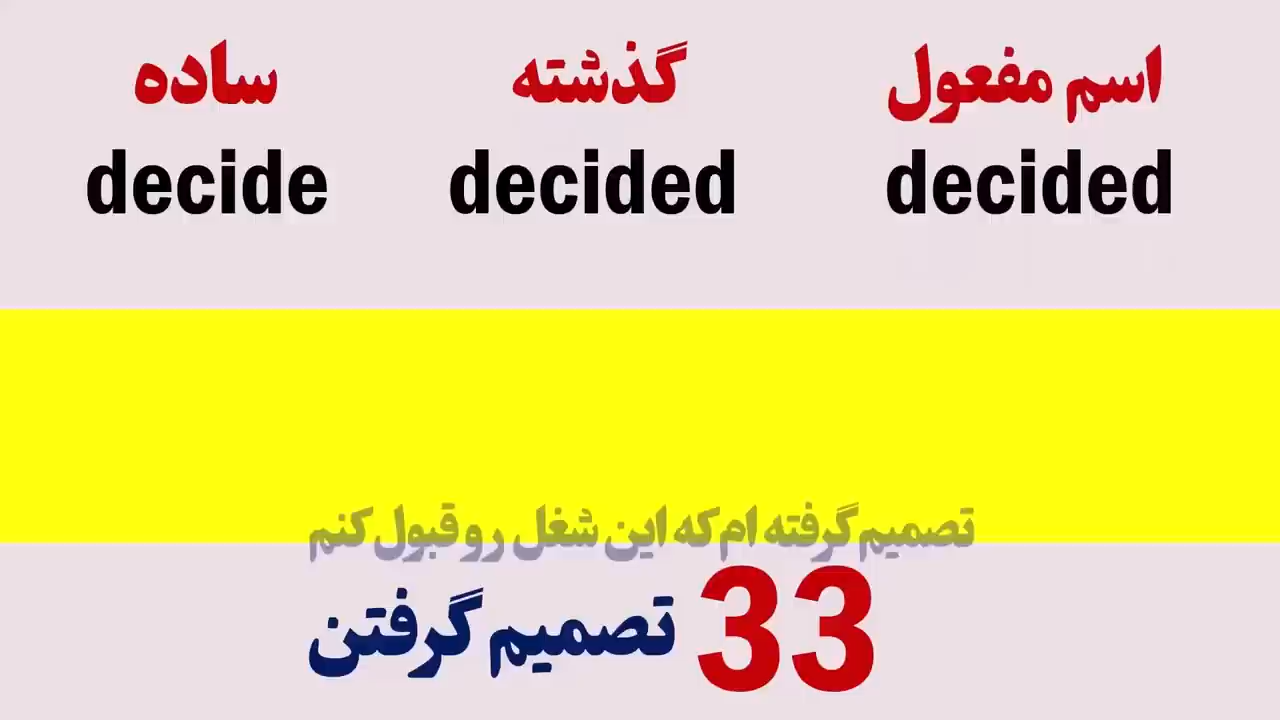 ساده گذشته اسم مفعول
decide decided decided
تصمیم گرفته ام که این شغل رو قبول کنم
33 تصمیم گرفتن